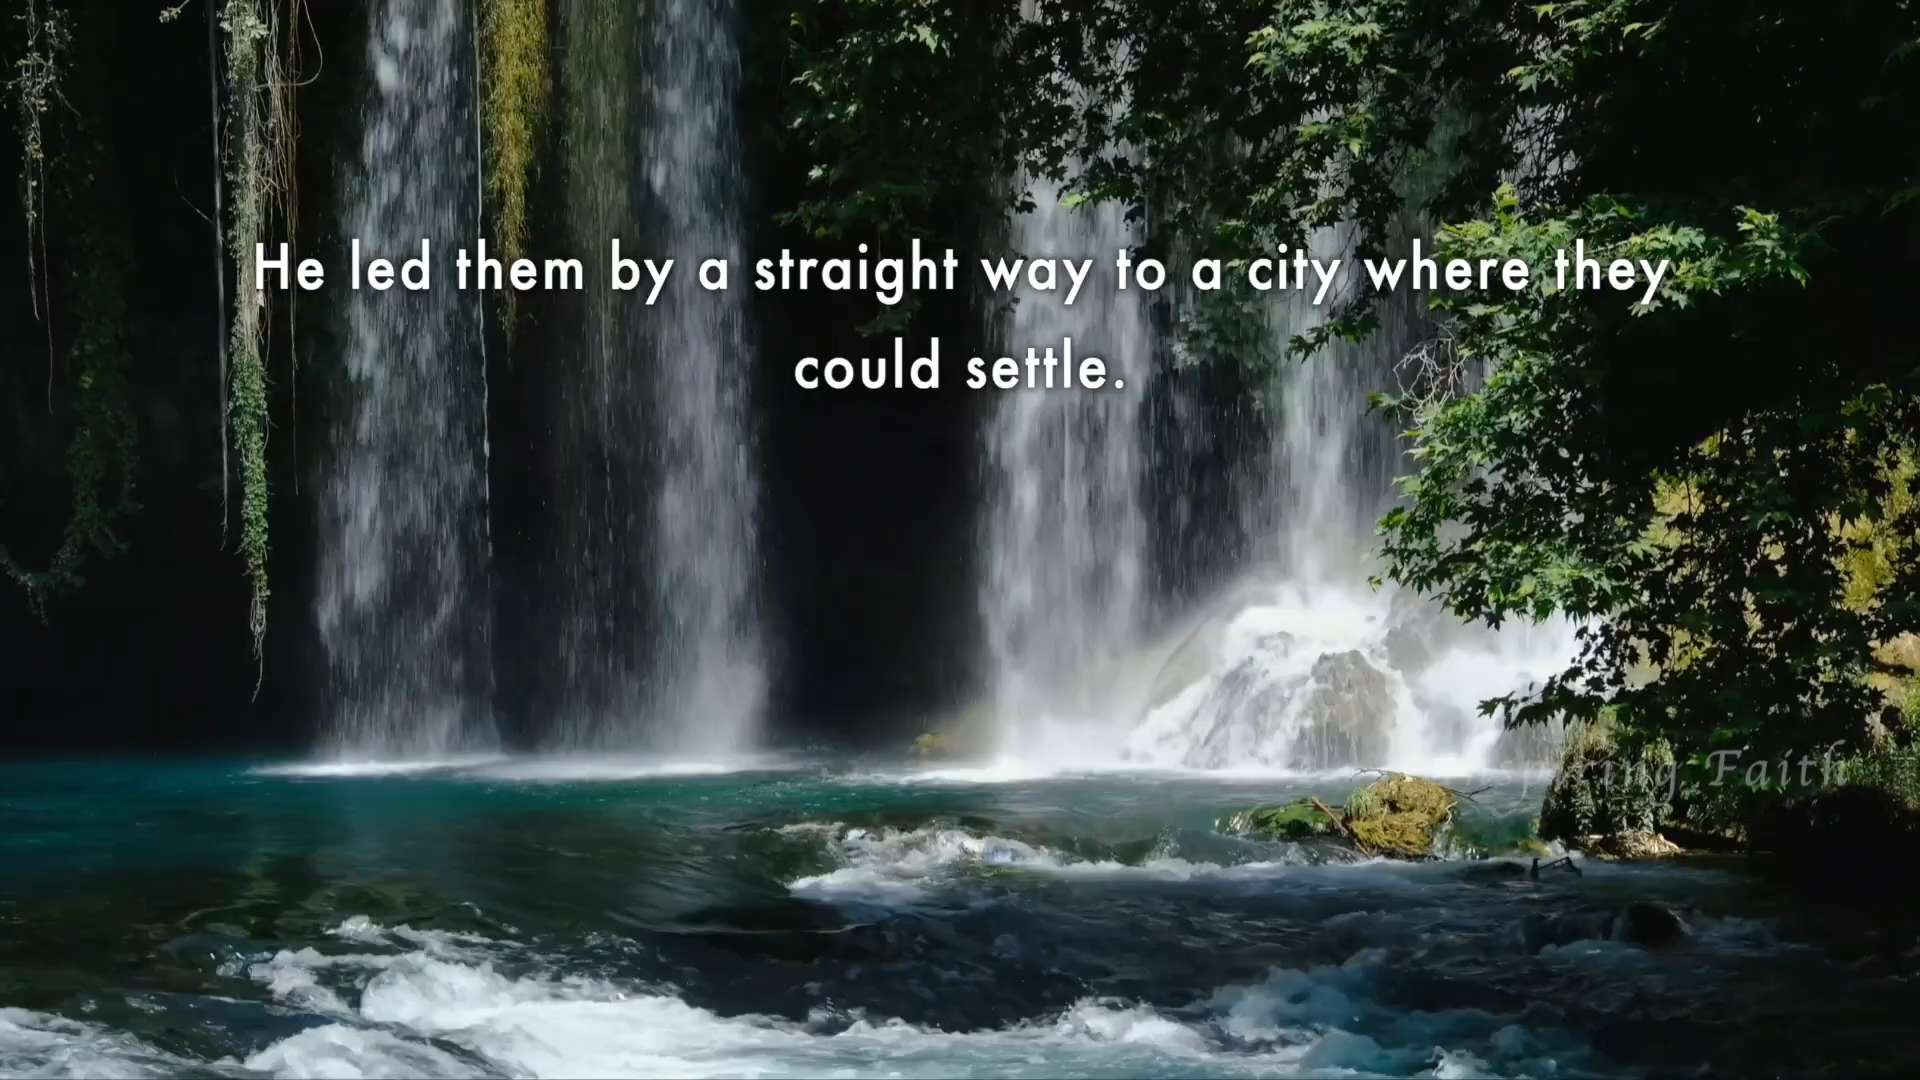 He led them by a straight way to a city where they
could settle.
Faith